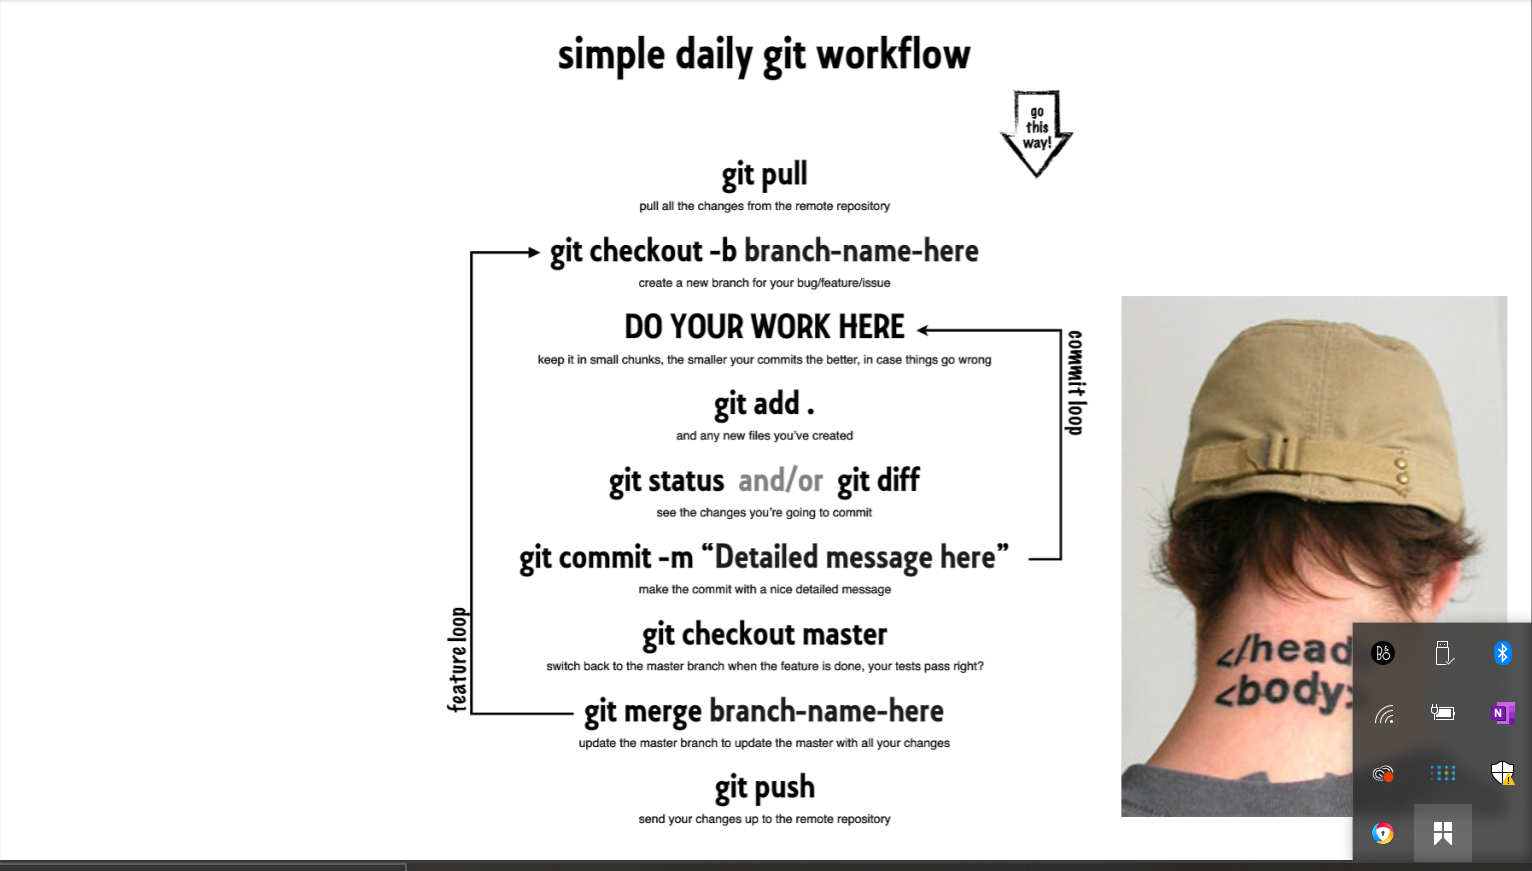 simple daily git workflow
go
this
way!
git pull
pull all the changes from the remote repository
git checkout -b branch-name-here
create a new branch for your bug/feature/issue
DO YOUR WORK HERE
keep it in small chunks, the smaller your commits the better, in case things go wrong
commit loop
git add .
and any new files you've created
git status and/or git diff
see the changes you're going to commit
git commit -m “Detailed message here”
make the commit with a nice detailed message
git checkout master
switch back to the master branch when the feature is done, your tests pass right?
feature loop
git merge branch-name-here
update the master branch to update the master with all your changes
git push
send your changes up to the remote repository
</head
<body>
N